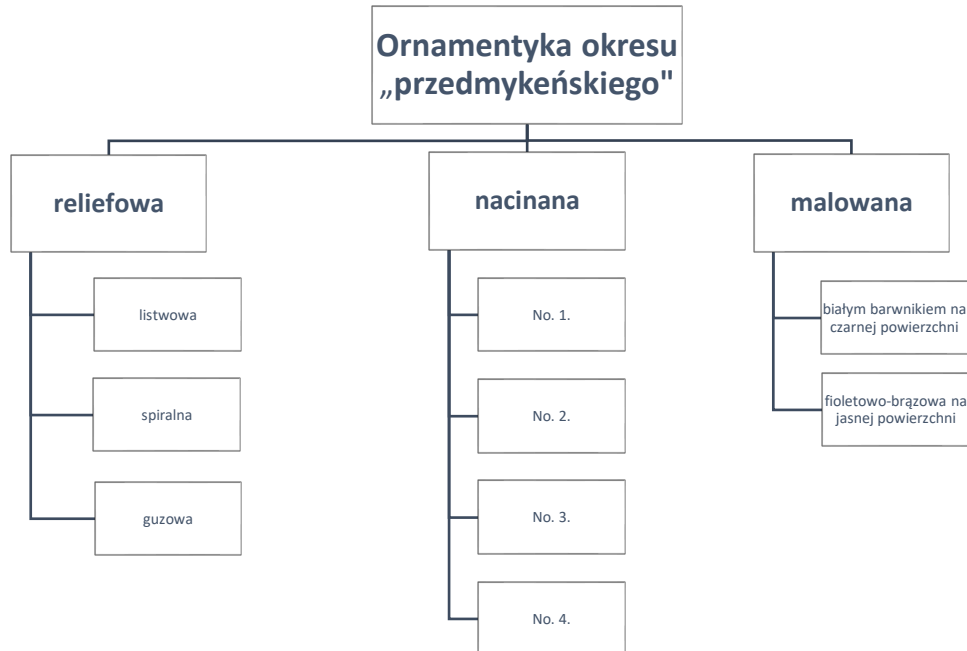 Ornamentyka okresu
„przedmykeńskiego"
reliefowa
listwowa
spiralna
guzowa
nacinana
No. 1.
No. 2.
No. 3.
No. 4.
malowana
białym barwnikiem na
czarnej powierzchni
fioletowo-brązowa na
jasnej powierzchni